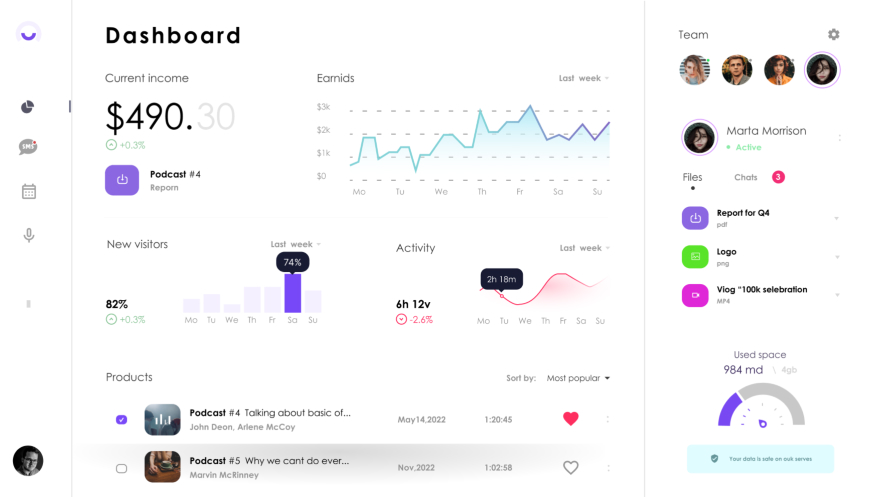 Dashboard
Team
Current income
Earnids
Last week
$490.30
+0.3%
Podcast #4
Reporn
$3k
$2k
$1k
$0
Mo Tu We Th Fr Sa Su
SMS
New visitors
Last week
74%
82%
+0.3%
Mo Tu We Th Fr Sa Su
Activity
Last week
2h 18m
6h 12v
-2.6%
Mo Tu We Th Fr Sa Su
Products
Sort by: Most popular
Podcast #4 Talking about basic of...
John Deon, Arlene McCoy
May14,2022
1:20:45
Podcast #5 Why we cant do ever...
Marvin McRinney
Nov,2022
1:02:58
Marta Morrison
Active
Files
Chats
3
Report for Q4
pdf
Logo
png
Vlog "100k selebration
MP4
Used space
984 md \ 4gb
Your data is safe on ouk serves